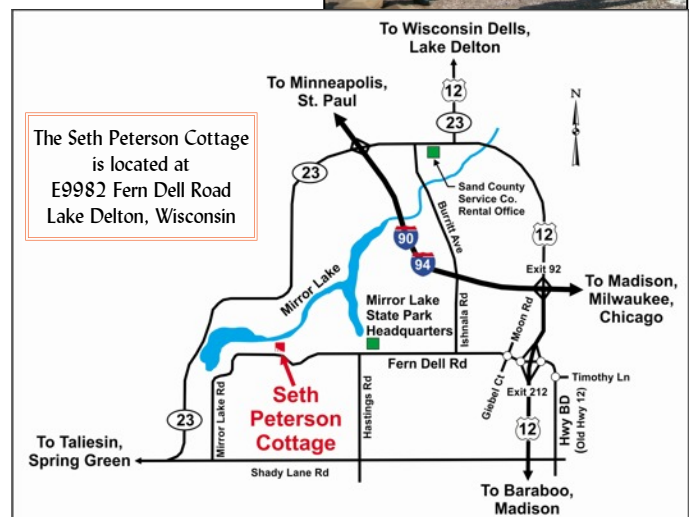 To Wisconsin Dells,
Lake Delton
To Minneapolis,
St. Paul
12
23
N
The Seth Peterson Cottage
is located at
E9982 Fern Dell Road
Lake Delton, Wisconsin
23
Sand County
Service Co.
Rental Office
Burritt Ave
12
90
94
Exit 92
Mirror Lake
To Madison,
Milwaukee,
Chicago
Mirror Lake
State Park
Headquarters
Ishnala Rd
Moon Rd
Fern Dell Rd
Giebel Ct
Exit 212
Timothy Ln
Seth
Peterson
Cottage
Mirror Lake Rd
Hastings Rd
Hwy BD
(Old Hwy 12)
23
12
To Taliesin,
Spring Green
Shady Lane Rd
To Baraboo,
Madison